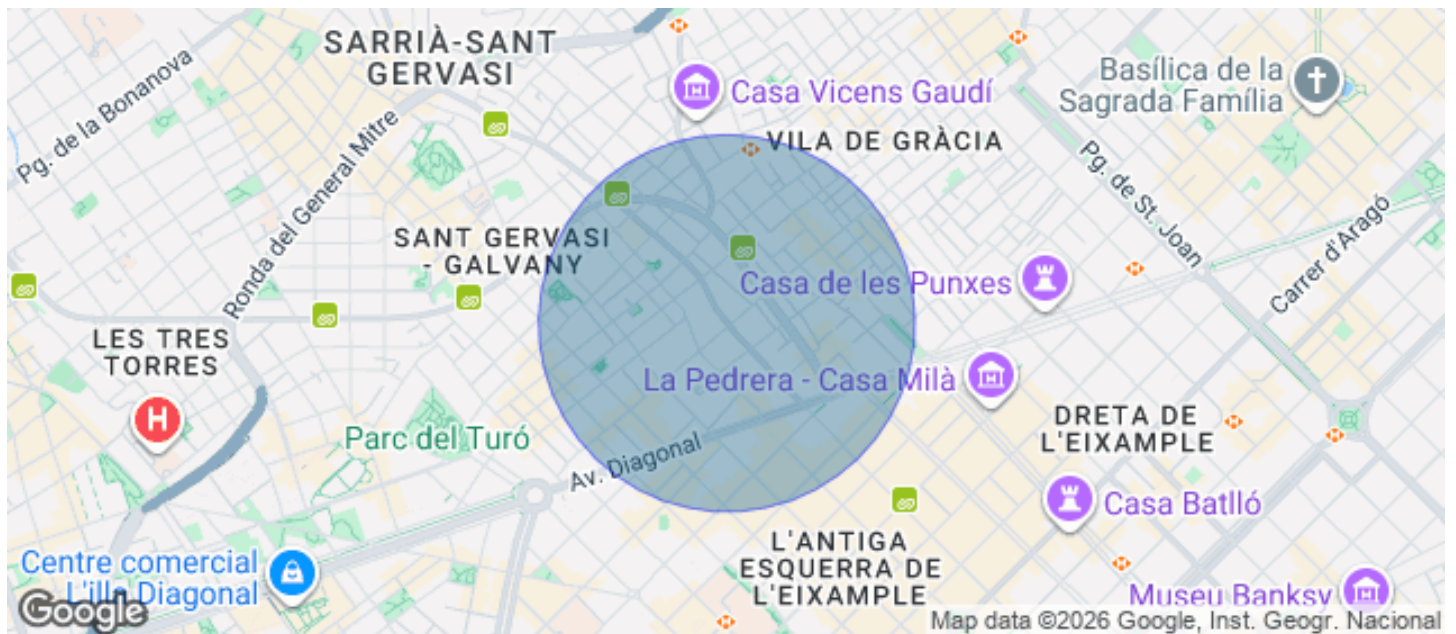 SARRIÀ-SANT
GERVASI
Pg. de la Bonanova
Casa Vicens Gaudí
Basílica de la
Sagrada Família
VILA DE GRÀCIA
Ronda del General Mitre
Pg. de St. Joan
Carrer d'Aragó
SANT GERVASI
- GALVANY
Casa de les Punxes
LES TRES
TORRES
H
La Pedrera - Casa Milà
DRETA DE
L'EIXAMPLE
Parc del Turó
Av. Diagonal
Casa Batlló
L'ANTIGA
ESQUERRA DE
L'EIXAMPLE
Centre comercial
L'illa Diagonal
Museu Banksy
Google
Map data ©2026 Google, Inst. Geogr. Nacional